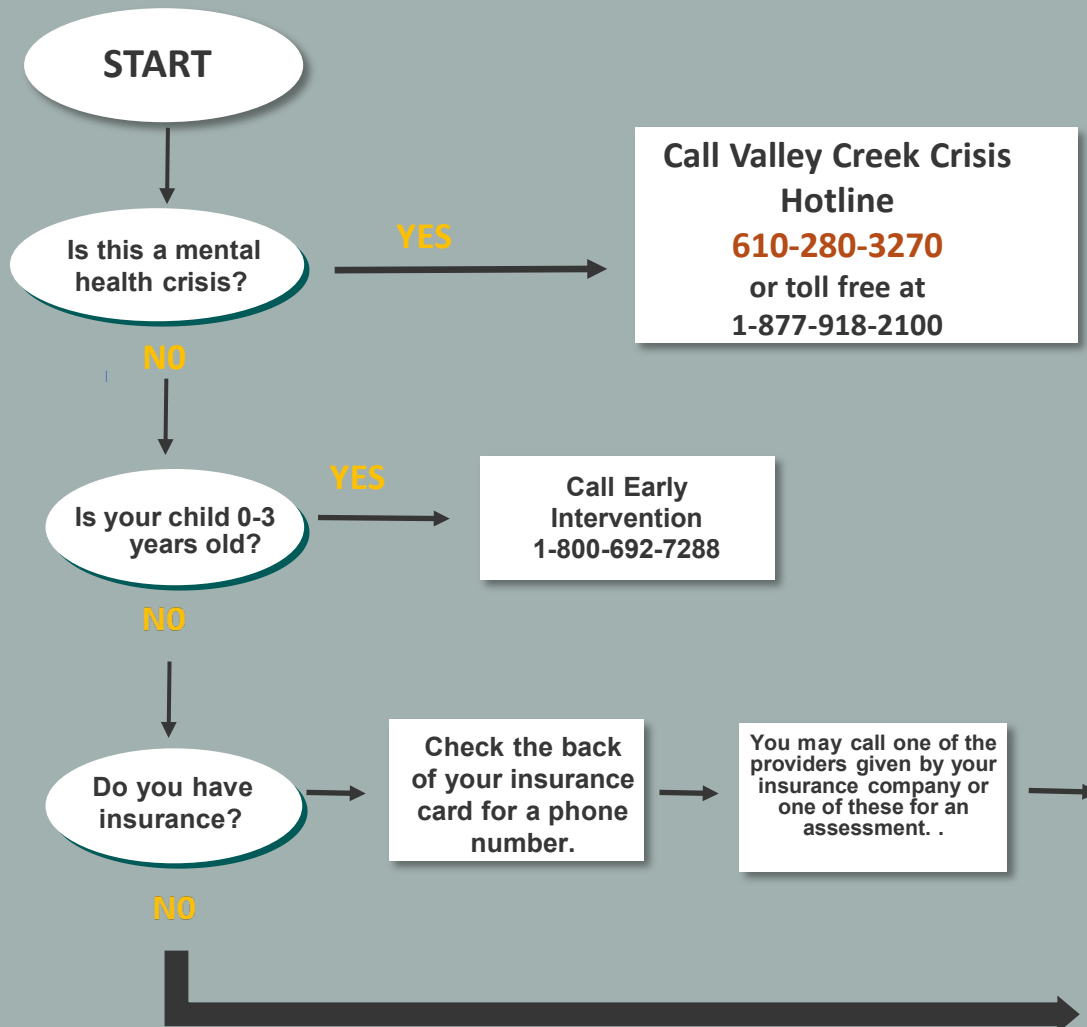 START
Is this a mental
health crisis?
YES
Call Valley Creek Crisis
Hotline
610-280-3270
or toll free at
1-877-918-2100
N0
Is your child 0-3
years old?
YES
Call Early
Intervention
1-800-692-7288
N0
Do you have
insurance?
Check the back
of your insurance
card for a phone
number.
You may call one of the
providers given by your
insurance company or
one of these for an
assessment. .
N0